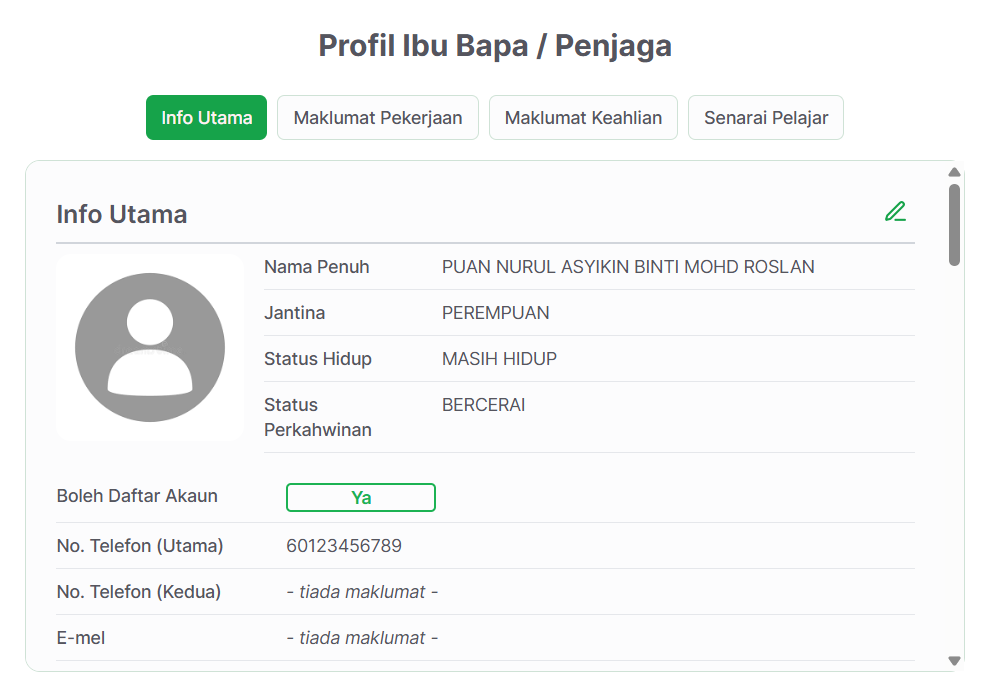 Profil Ibu Bapa / Penjaga
Info Utama
Maklumat Pekerjaan
Maklumat Keahlian
Senarai Pelajar
Info Utama
Nama Penuh PUAN NURUL ASYIKIN BINTI MOHD ROSLAN
Jantina PEREMPUAN
Status Hidup MASIH HIDUP
Status BERCERAI
Perkahwinan
Boleh Daftar Akaun Ya
No. Telefon (Utama) 60123456789
No. Telefon (Kedua) - tiada maklumat -
E-mel - tiada maklumat -